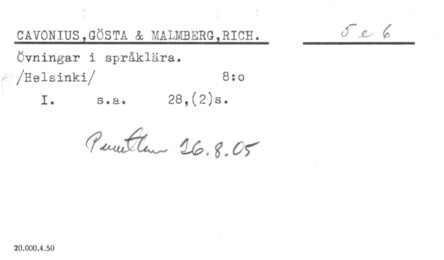 CAVONIUS,GÖSTA & MALMBERG,RICH. 5 e 6
Övningar i språklära.
/Helsinki/ 8:o
I. s.a. 28,(2)s.
26.8.05
20.000.4.50